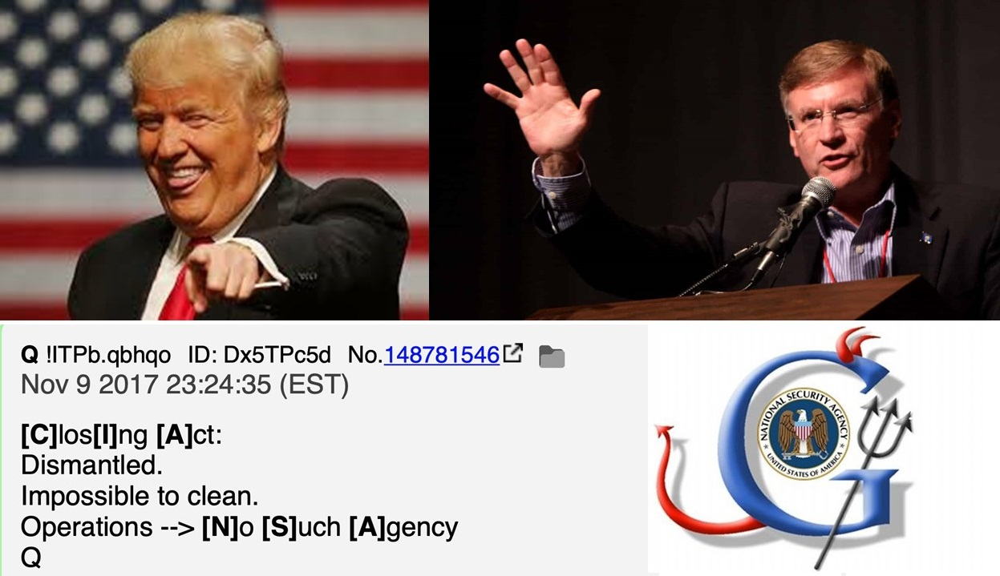 Q !ITPb.qbhqo ID: Dx5TPc5d No.148781546
Nov 9 2017 23:24:35 (EST)
[C]los[I]ng [A]ct:
Dismantled.
Impossible to clean.
Operations --> [N]o [S]uch [A]gency
Q
G
NATIONAL SECURITY AGENCY
UNITED STATES OF AMERICA